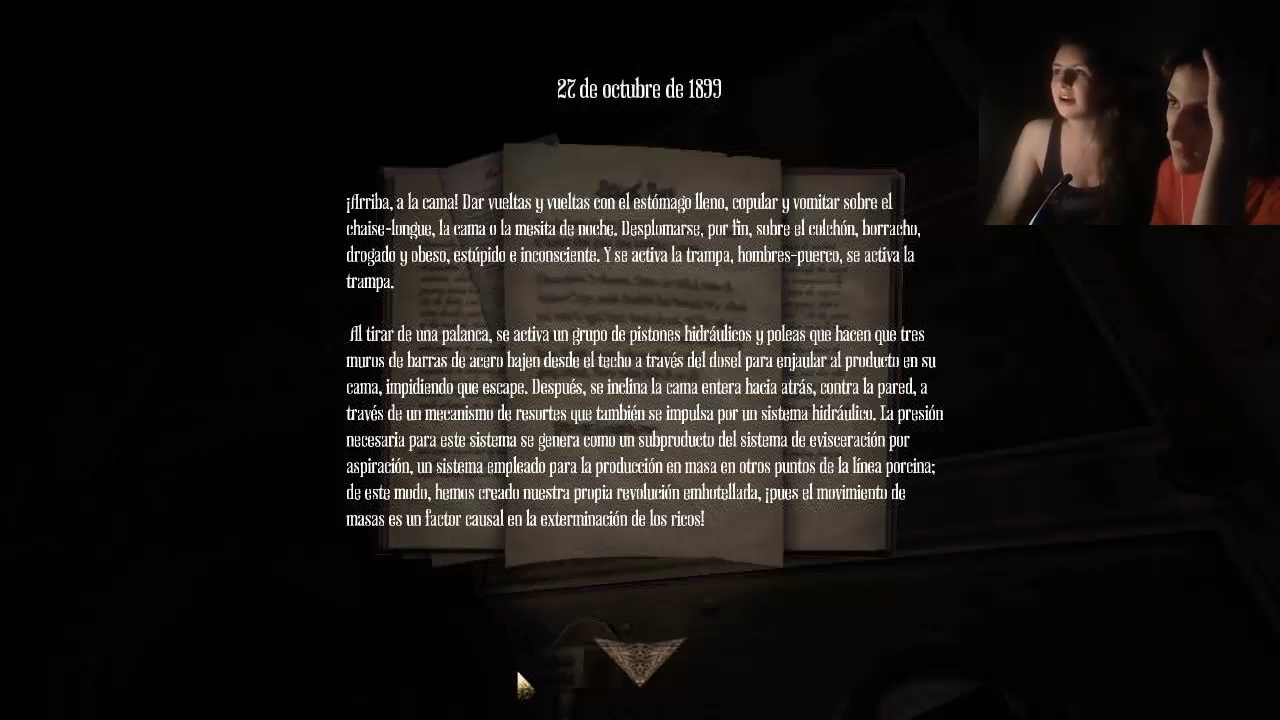 27 de octubre de 1899
¡Arriba, a la cama! Dar vueltas y vueltas con el estómago lleno, copular y vomitar sobre el
chaise-longue, la cama o la mesita de noche. Desplomarse, por fin, sobre el colchón, borracho,
drogado y obeso, estúpido e inconsciente. Y se activa la trampa, hombres-puerco, se activa la
trampa.
Al tirar de una palanca, se activa un grupo de pistones hidráulicos y poleas que hacen que tres
muros de barras de acero bajen desde el techo a través del dosel para enjaular al producto en su
cama, impidiendo que escape. Después, se inclina la cama entera hacia atrás, contra la pared, a
través de un mecanismo de resortes que también se impulsa por un sistema hidráulico. La presión
necesaria para este sistema se genera como un subproducto del sistema de evisceración por
aspiración, un sistema empleado para la producción en masa en otros puntos de la línea porcina;
de este modo, hemos creado nuestra propia revolución embotellada, ¡pues el movimiento de
masas es un factor causal en la exterminación de los ricos!